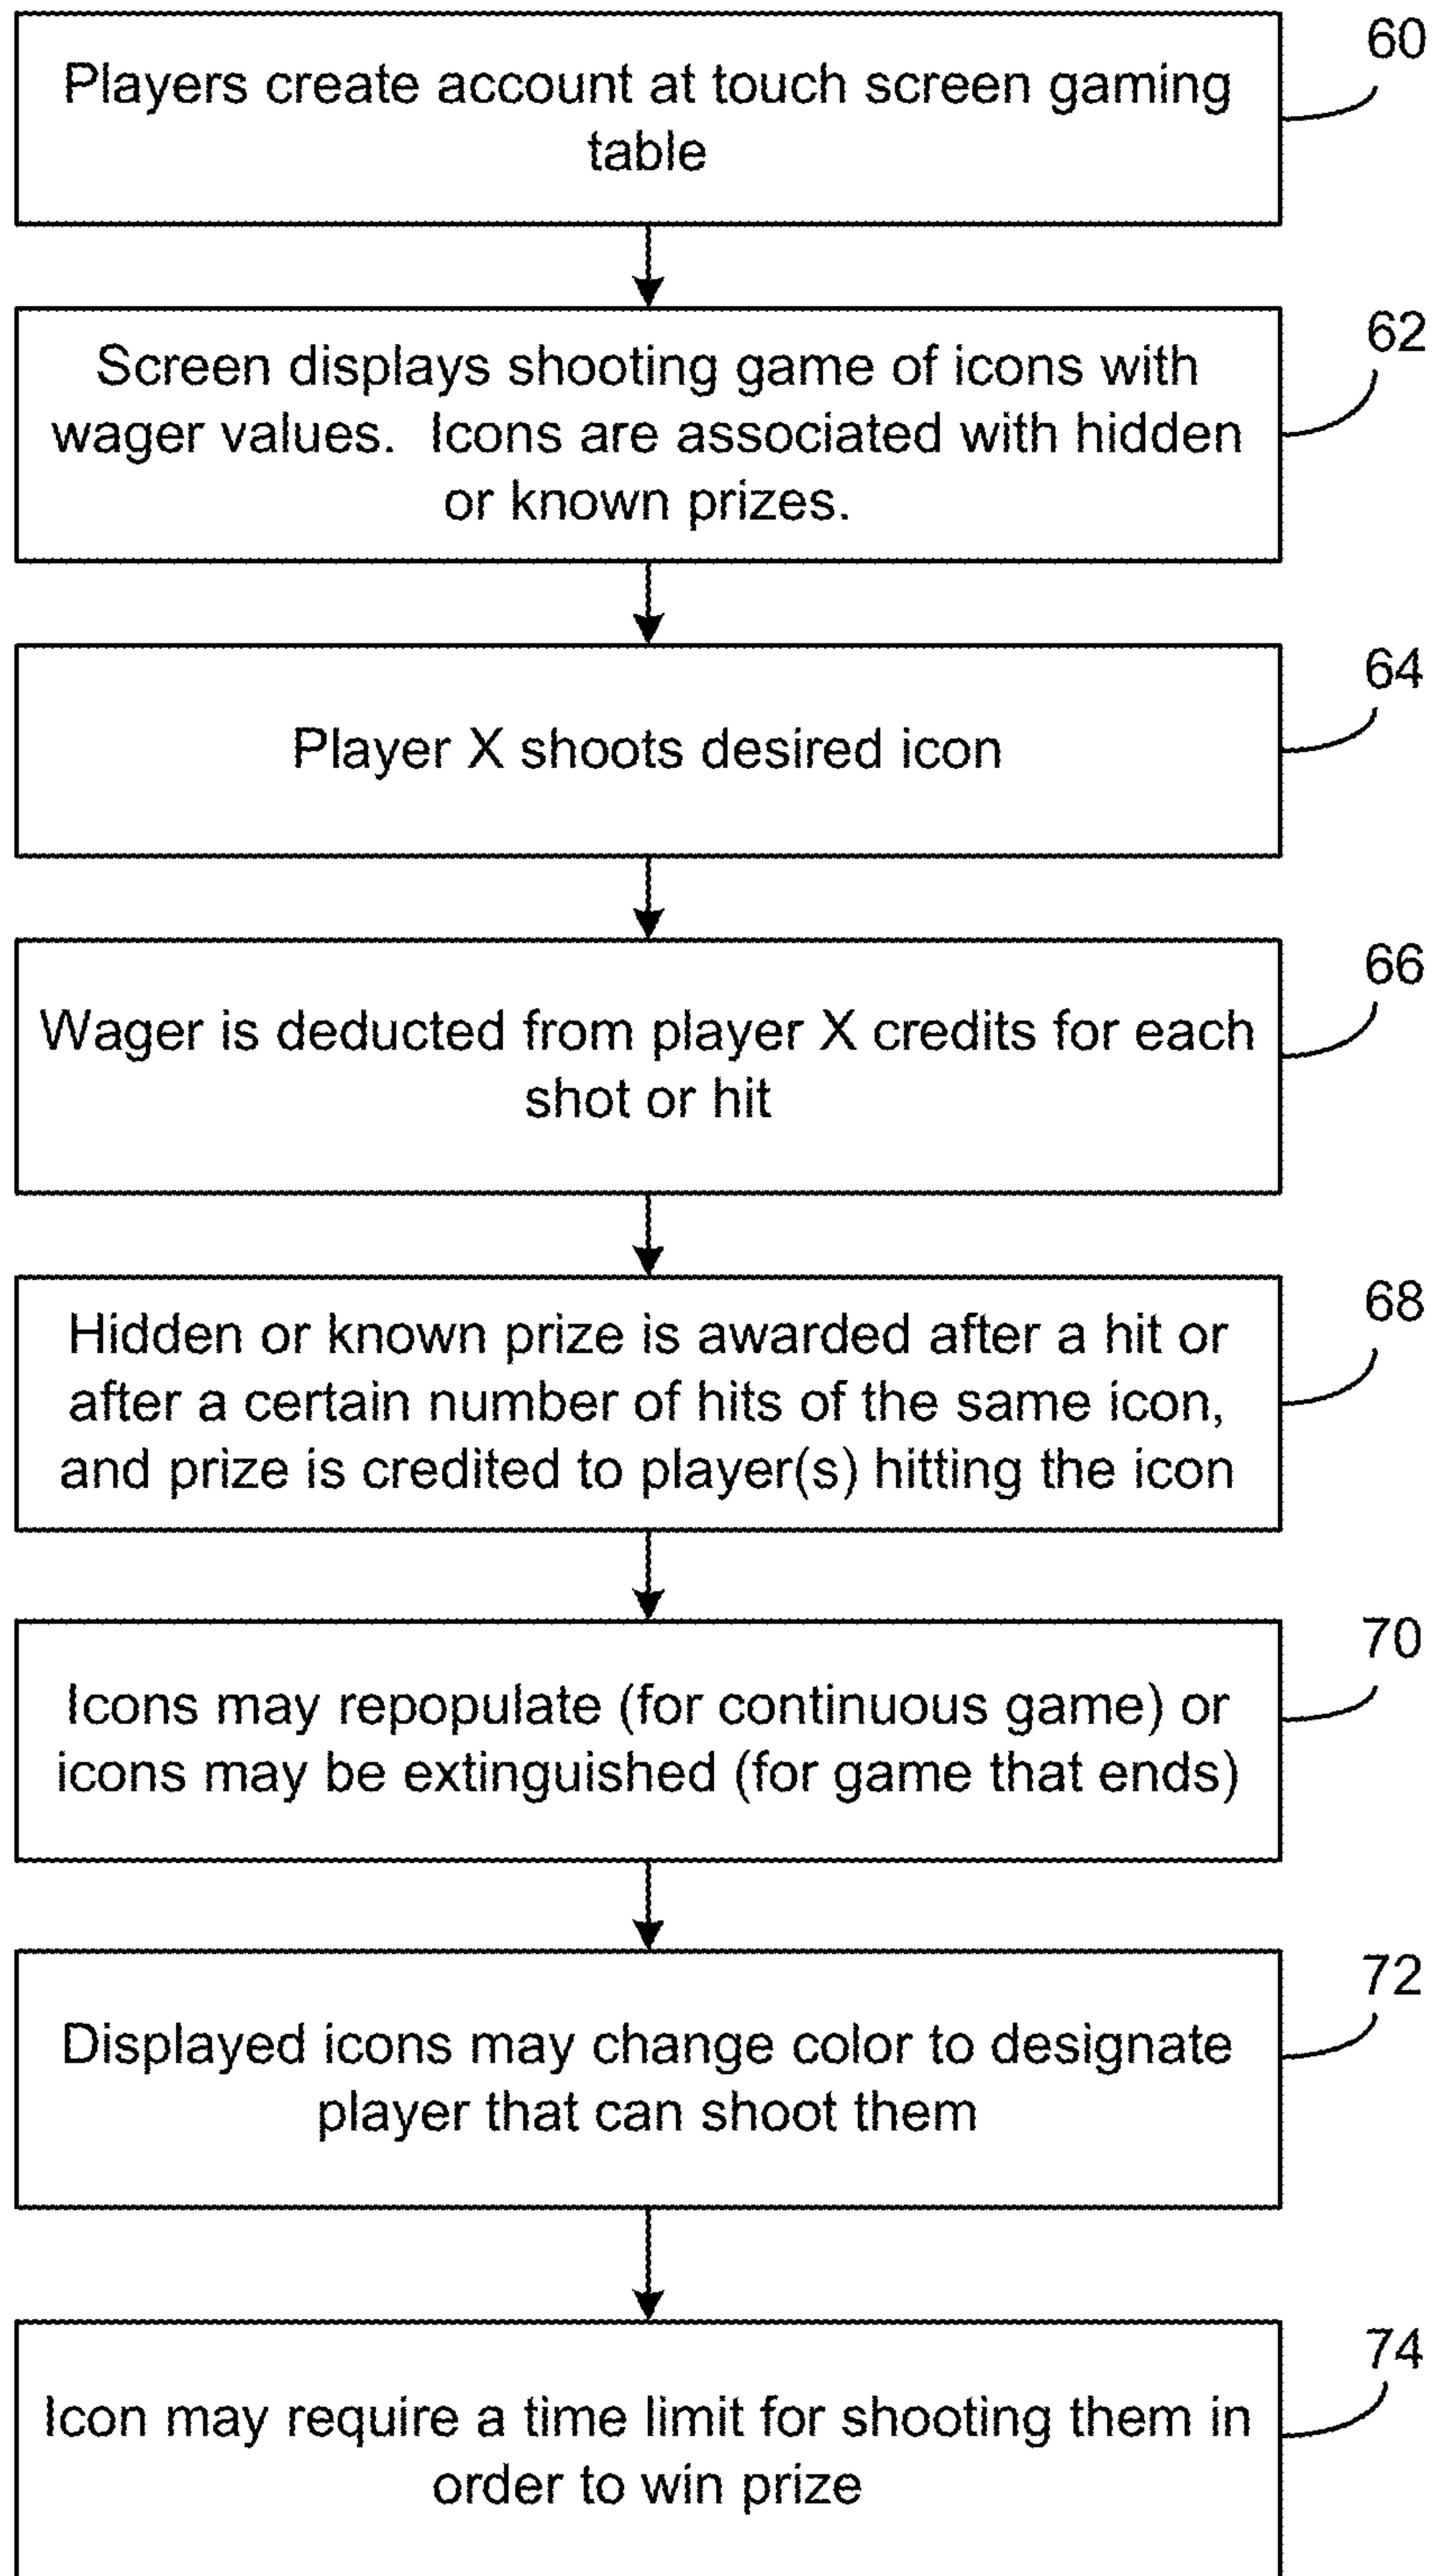 60
Players create account at touch screen gaming
table
62
Screen displays shooting game of icons with
wager values.  Icons are associated with hidden
or known prizes.
64
Player X shoots desired icon
66
Wager is deducted from player X credits for each
shot or hit
68
Hidden or known prize is awarded after a hit or
after a certain number of hits of the same icon,
and prize is credited to player(s) hitting the icon
70
Icons may repopulate (for continuous game) or
icons may be extinguished (for game that ends)
72
Displayed icons may change color to designate
player that can shoot them
74
Icon may require a time limit for shooting them in
order to win prize